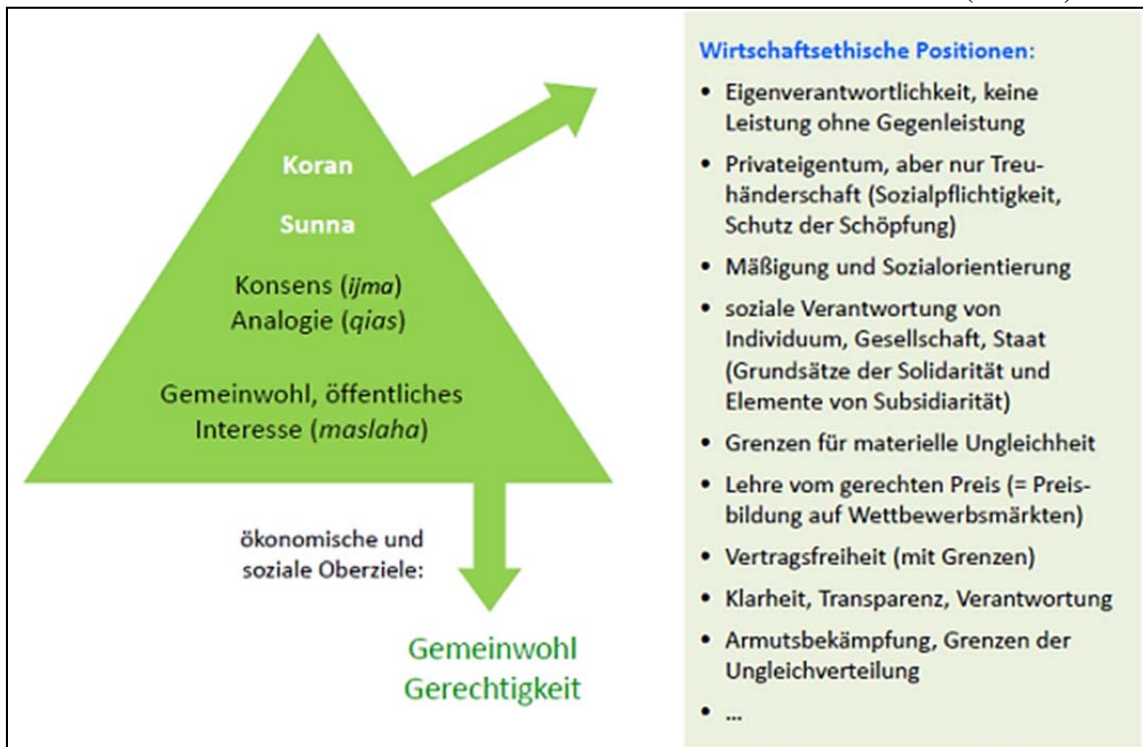 Koran
Sunna
Konsens (ijma)
Analogie (qias)
Gemeinwohl, öffentliches
Interesse (maslaha)
ökonomische und
soziale Oberziele:
Gemeinwohl
Gerechtigkeit
Wirtschaftsethische Positionen:
• Eigenverantwortlichkeit, keine
Leistung ohne Gegenleistung
• Privateigentum, aber nur Treu-
händerschaft (Sozialpflichtigkeit,
Schutz der Schöpfung)
• Mäßigung und Sozialorientierung
• soziale Verantwortung von
Individuum, Gesellschaft, Staat
(Grundsätze der Solidarität und
Elemente von Subsidiarität)
• Grenzen für materielle Ungleichheit
• Lehre vom gerechten Preis (= Preis-
bildung auf Wettbewerbsmärkten)
• Vertragsfreiheit (mit Grenzen)
• Klarheit, Transparenz, Verantwortung
• Armutsbekämpfung, Grenzen der
Ungleichverteilung
• ...